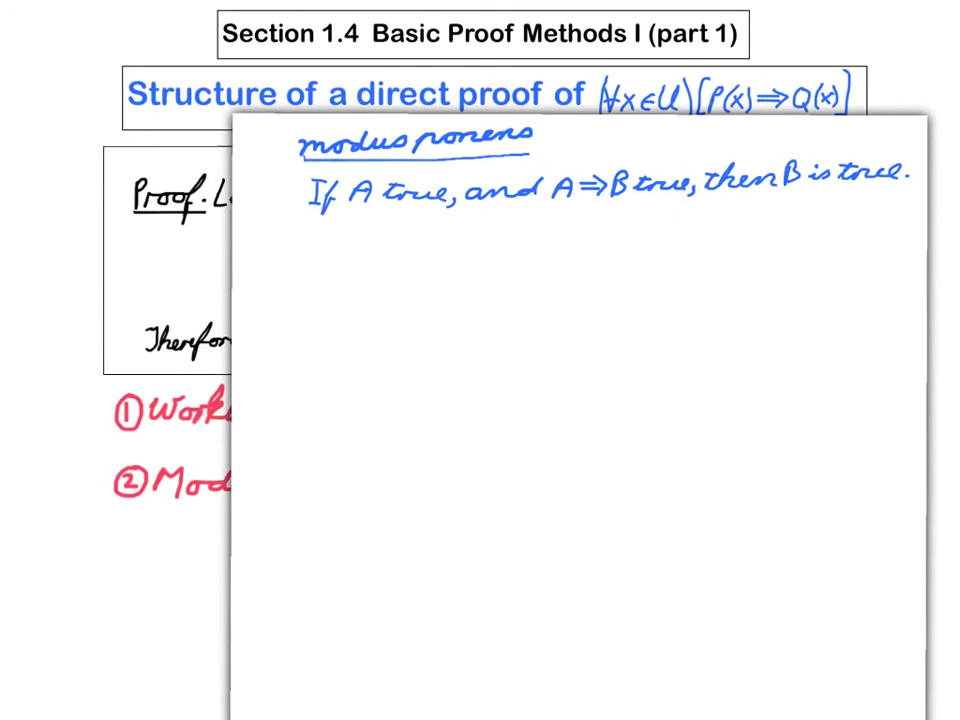 Section 1.4 Basic Proof Methods I (part 1)
Structure of a direct proof of (∀x∈U)[P(x)⇒Q(x)]
modus ponens
If A true, and A⇒B true, then B is true.
Proof. L
Therefor
① Work
② Mod